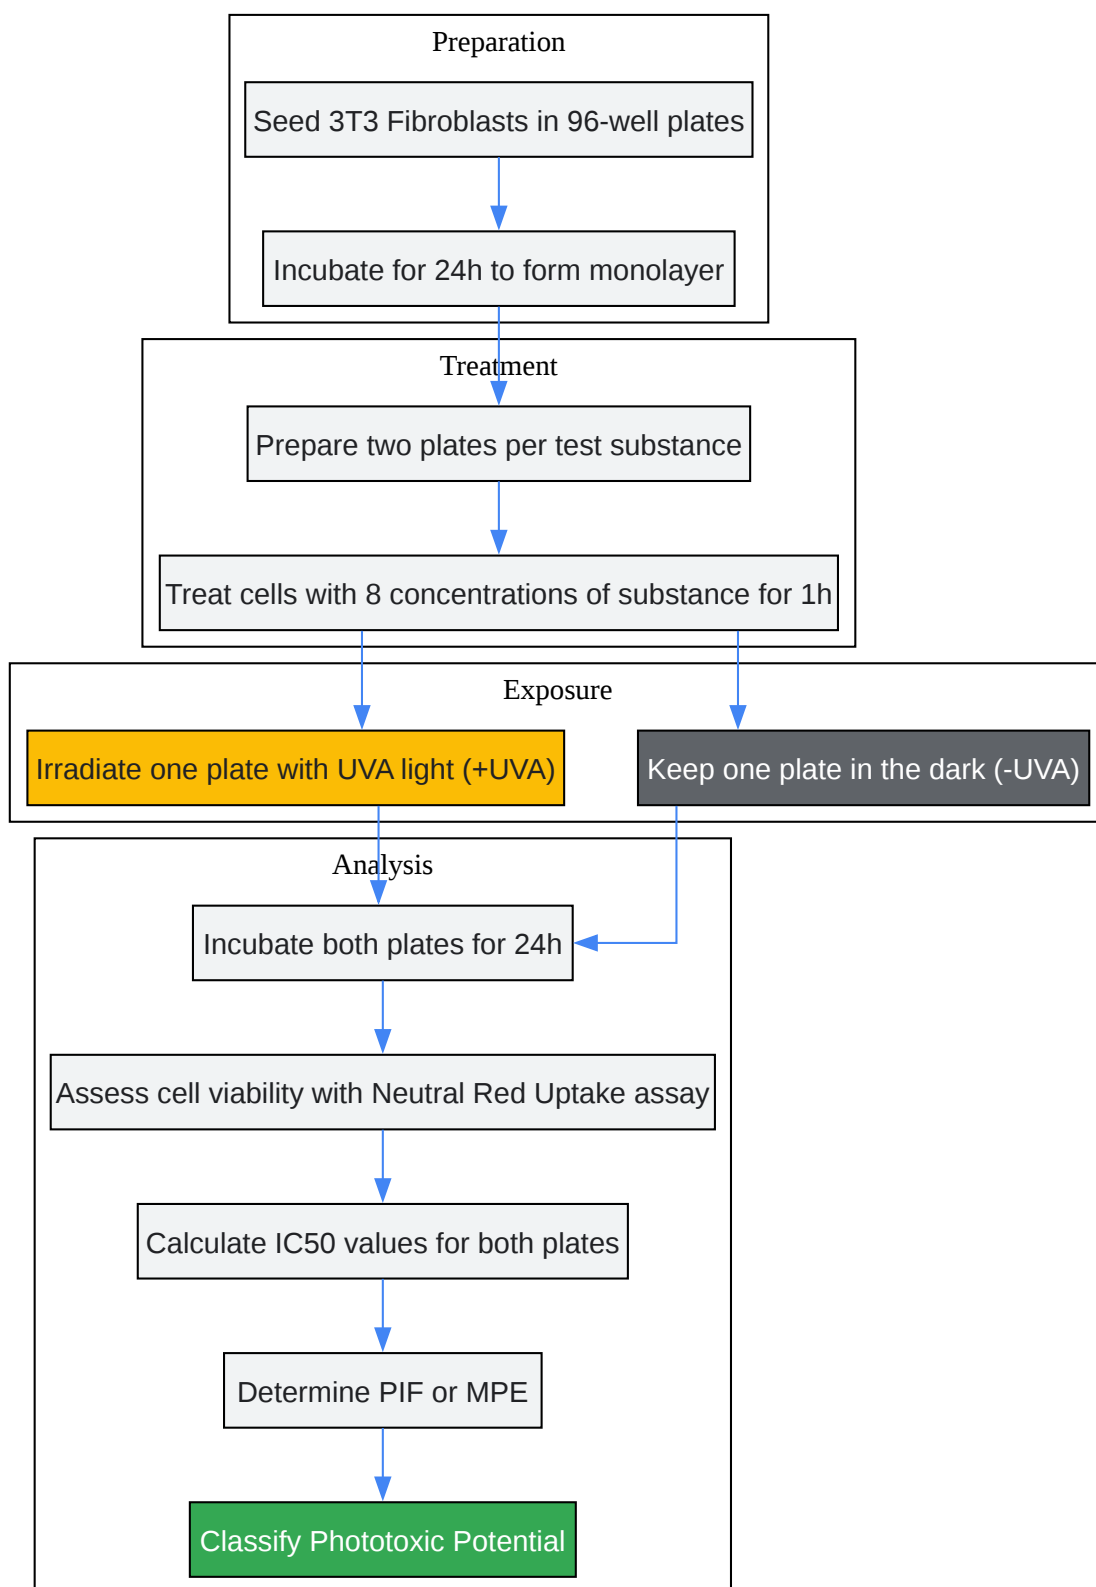 Preparation
Seed 3T3 Fibroblasts in 96-well plates
Incubate for 24h to form monolayer
Treatment
Prepare two plates per test substance
Treat cells with 8 concentrations of substance for 1h
Exposure
Irradiate one plate with UVA light (+UVA)
Keep one plate in the dark (-UVA)
Analysis
Incubate both plates for 24h
Assess cell viability with Neutral Red Uptake assay
Calculate IC50 values for both plates
Determine PIF or MPE
Classify Phototoxic Potential